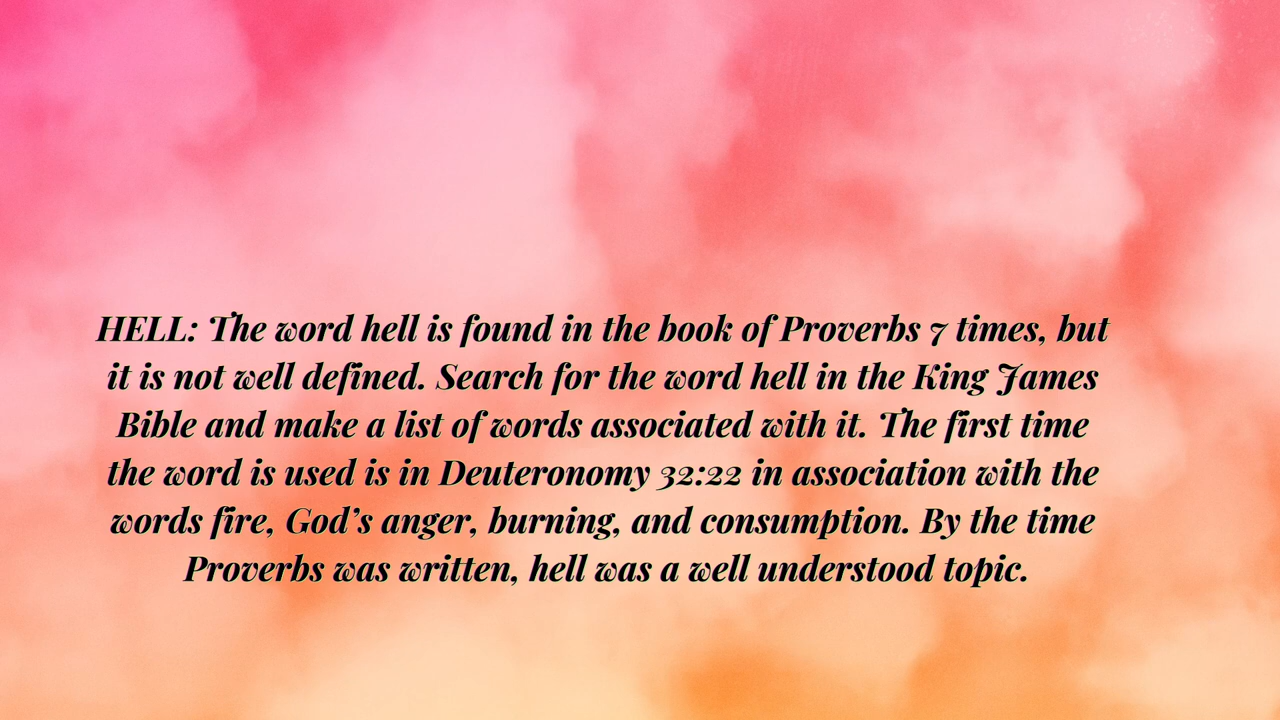 HELL: The word hell is found in the book of Proverbs 7 times, but
it is not well defined. Search for the word hell in the King James
Bible and make a list of words associated with it. The first time
the word is used is in Deuteronomy 32:22 in association with the
words fire, God’s anger, burning, and consumption. By the time
Proverbs was written, hell was a well understood topic.